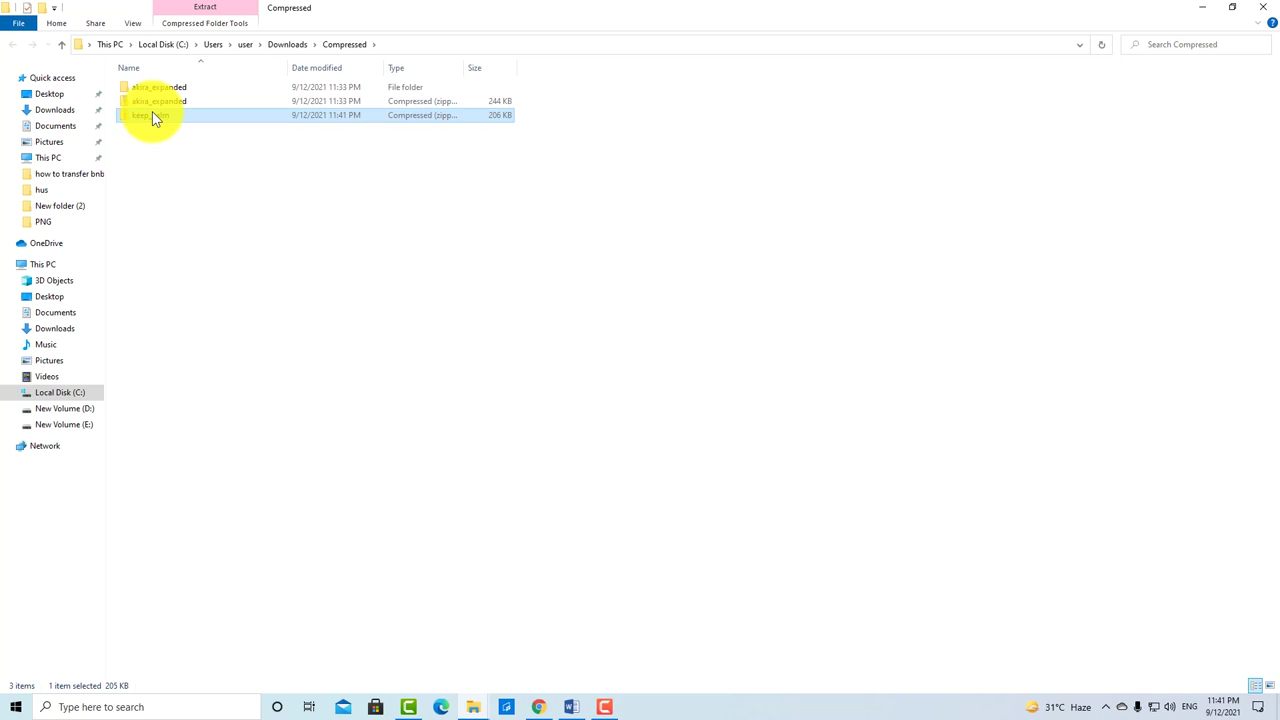 Extract
Compressed
File
Home
Share
View
Compressed Folder Tools
This PC
Local Disk (C:)
Users
user
Downloads
Compressed
Search Compressed
Name
Date modified
Type
Size
akira_expanded
9/12/2021 11:33 PM
File folder
akira_expanded
9/12/2021 11:33 PM
Compressed (zipp...
244 KB
9/12/2021 11:41 PM
Compressed (zipp...
206 KB
Quick access
Desktop
Downloads
Documents
Pictures
This PC
how to transfer bnb
hus
New folder (2)
PNG
OneDrive
This PC
3D Objects
Desktop
Documents
Downloads
Music
Pictures
Videos
Local Disk (C:)
New Volume (D:)
New Volume (E:)
Network
3 items
1 item selected 205 KB
Type here to search
31°C Haze
ENG
11:41 PM
9/12/2021